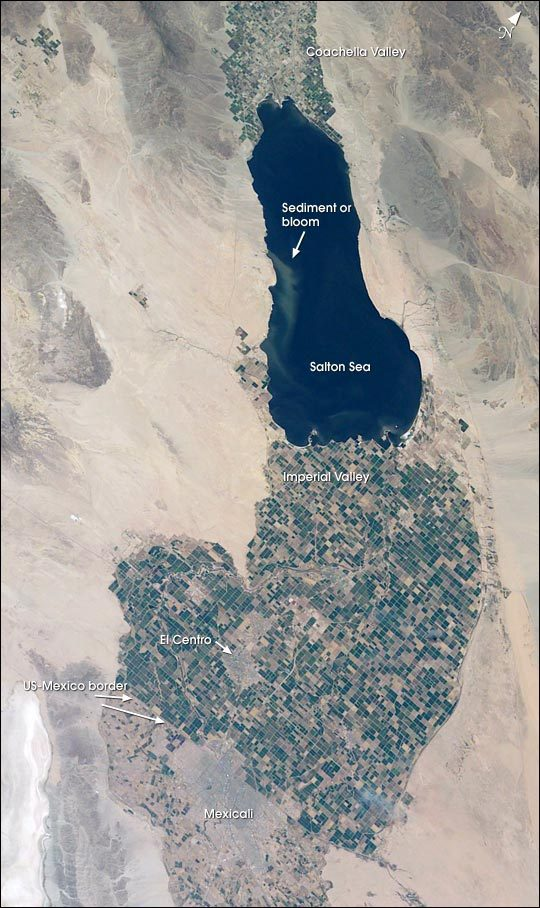 N
Coachella Valley
Sediment or
bloom
Salton Sea
Imperial Valley
El Centro
US-Mexico border
Mexicali